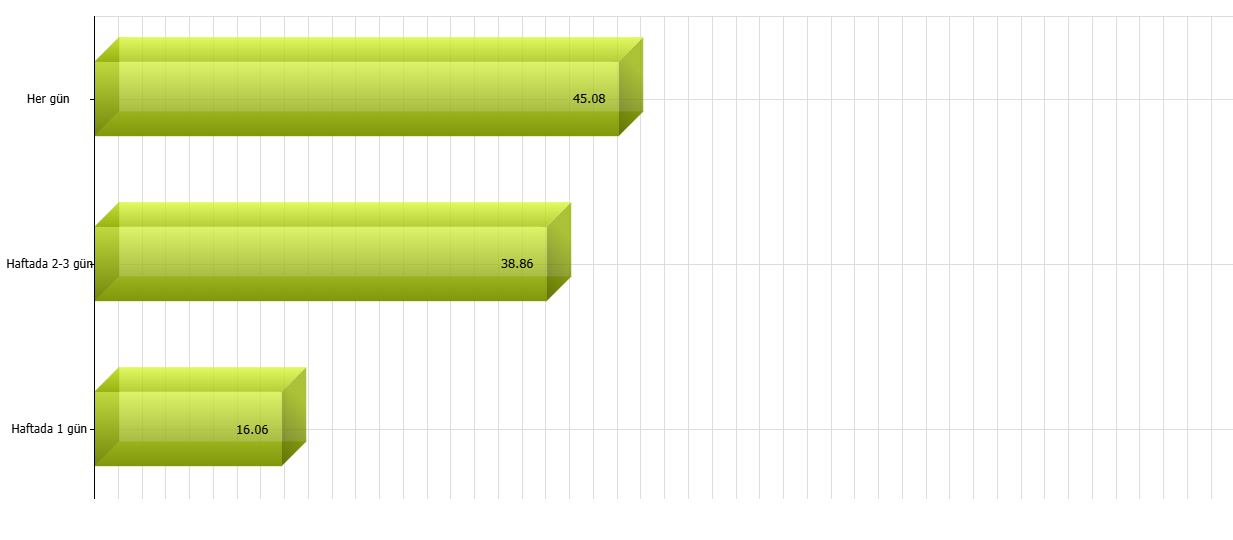 Her gün
45.08
Haftada 2-3 gün
38.86
Haftada 1 gün
16.06